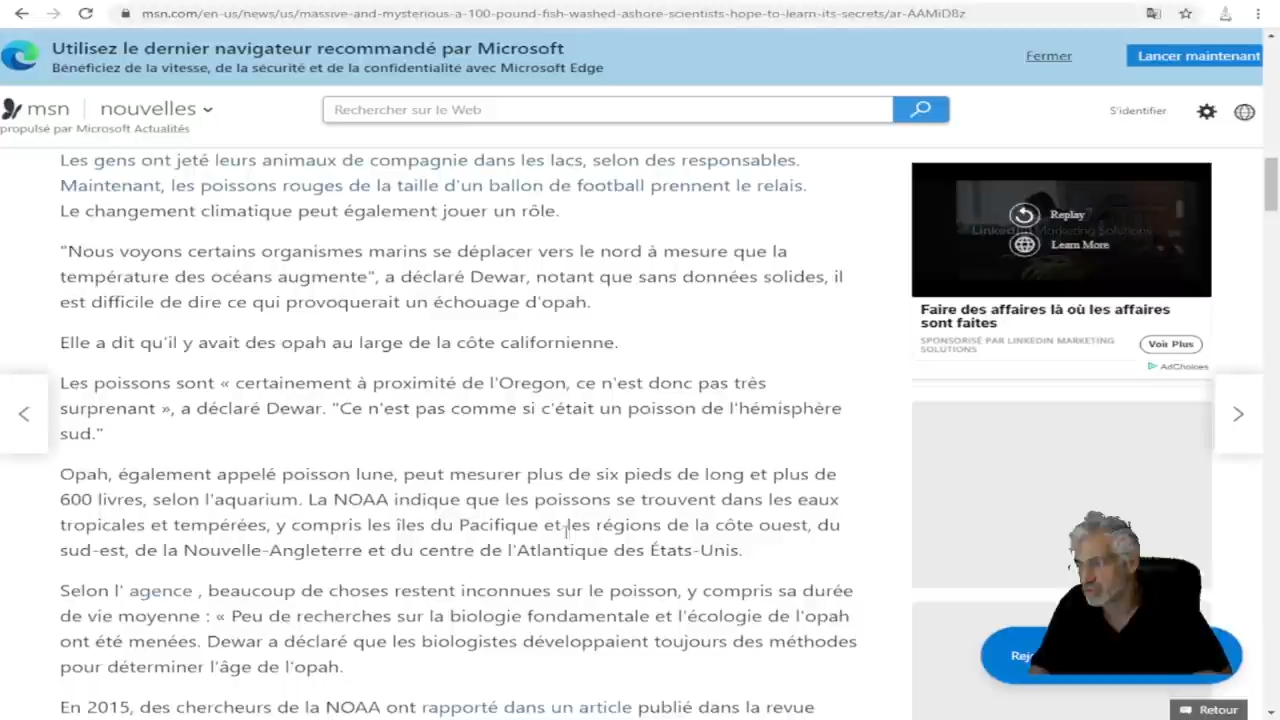 msn.com/en-us/news/us/massive-and-mysterious-a-100-pound-fish-washed-ashore-scientists-hope-to-learn-its-secrets/ar-AAMiD8z
Utilisez le dernier navigateur recommandé par Microsoft
Bénéficiez de la vitesse, de la sécurité et de la confidentialité avec Microsoft Edge
Fermer
Lancer maintenant
msn
nouvelles
propulsé par Microsoft Actualités
Rechercher sur le Web
S'identifier
Les gens ont jeté leurs animaux de compagnie dans les lacs, selon des responsables.
Maintenant, les poissons rouges de la taille d'un ballon de football prennent le relais.
Le changement climatique peut également jouer un rôle.
"Nous voyons certains organismes marins se déplacer vers le nord à mesure que la
température des océans augmente", a déclaré Dewar, notant que sans données solides, il
est difficile de dire ce qui provoquerait un échouage d'opah.
Elle a dit qu'il y avait des opah au large de la côte californienne.
Les poissons sont « certainement à proximité de l'Oregon, ce n'est donc pas très
surprenant », a déclaré Dewar. "Ce n'est pas comme si c'était un poisson de l'hémisphère
sud."
Opah, également appelé poisson lune, peut mesurer plus de six pieds de long et plus de
600 livres, selon l'aquarium. La NOAA indique que les poissons se trouvent dans les eaux
tropicales et tempérées, y compris les îles du Pacifique et les régions de la côte ouest, du
sud-est, de la Nouvelle-Angleterre et du centre de l'Atlantique des États-Unis.
Selon l' agence , beaucoup de choses restent inconnues sur le poisson, y compris sa durée
de vie moyenne : « Peu de recherches sur la biologie fondamentale et l'écologie de l'opah
ont été menées. Dewar a déclaré que les biologistes développaient toujours des méthodes
pour déterminer l'âge de l'opah.
En 2015, des chercheurs de la NOAA ont rapporté dans un article publié dans la revue
Replay
LinkedIn Marketing Solutions
Learn More
Faire des affaires là où les affaires
sont faites
SPONSORISÉ PAR LINKEDIN MARKETING
SOLUTIONS
Voir Plus
AdChoices
Retour